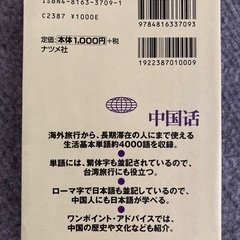 ISBN4-8163-3709-1
C2387 ¥1000E
定価:本体1,000円+税
ナツメ社
9784816337093
1922387010009
中国话
海外旅行から、長期滞在の人にまで使える
生活基本単語約4000語を収録。
単語には、繁体字も並記されているので、
台湾旅行にも役立つ。
ローマ字で日本語も並記しているので、
中国人にも日本語が学べる。
ワンポイント・アドバイスでは、
中国の歴史や文化なども紹介。